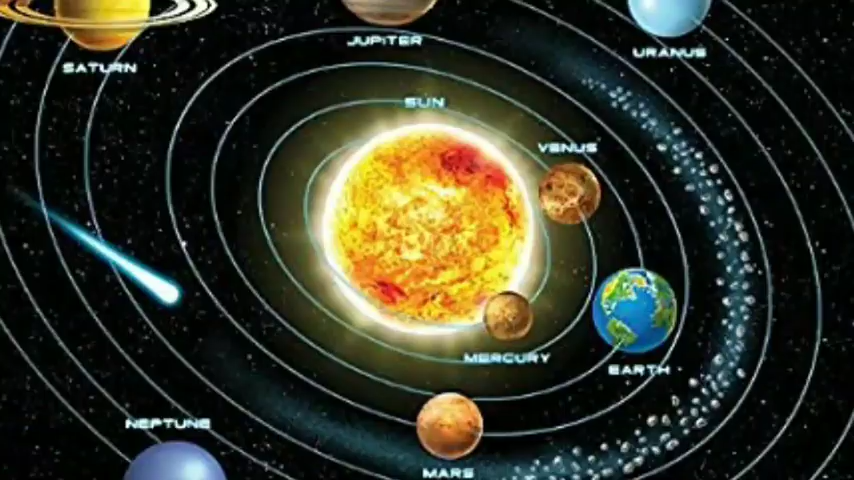 JUPITER
URANUS
SATURN
SUN
VENUS
MERCURY
EARTH
NEPTUNE
MARS